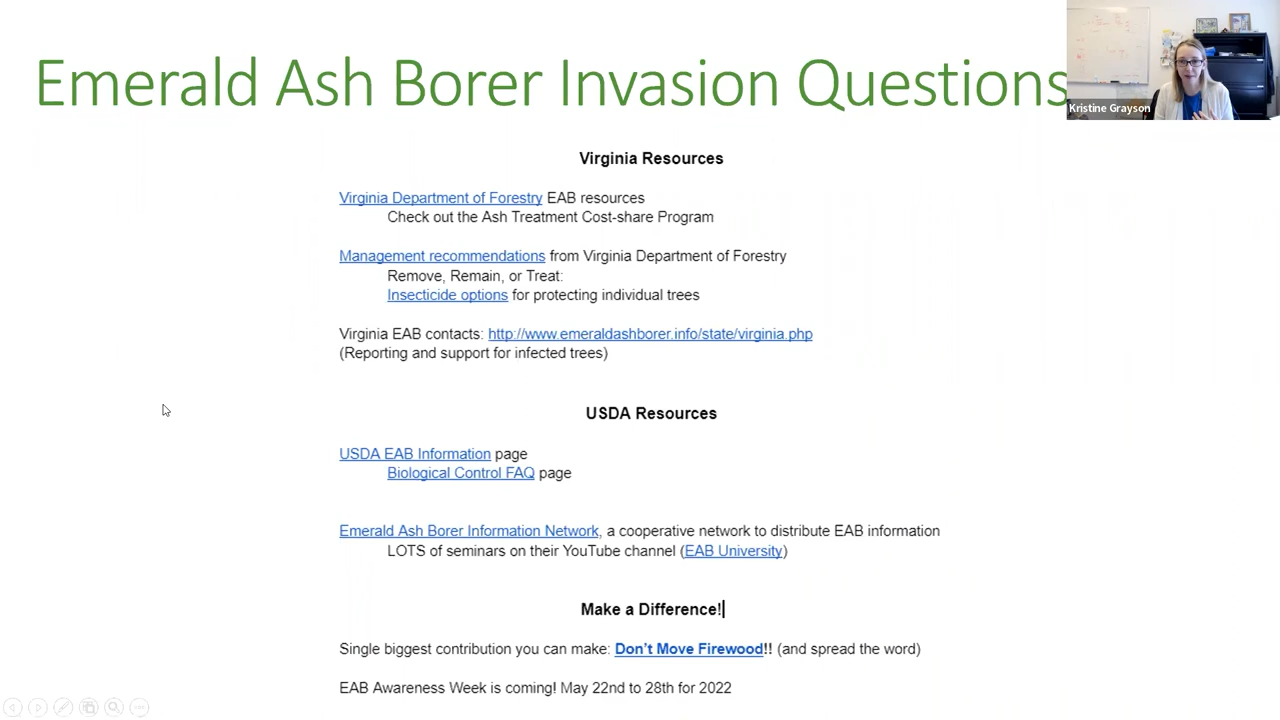 Emerald Ash Borer Invasion Questions
Kristine Grayson
Virginia Resources
Virginia Department of Forestry EAB resources
Check out the Ash Treatment Cost-share Program
Management recommendations from Virginia Department of Forestry
Remove, Remain, or Treat:
Insecticide options for protecting individual trees
Virginia EAB contacts: http://www.emeraldashborer.info/state/virginia.php
(Reporting and support for infected trees)
USDA Resources
USDA EAB Information page
Biological Control FAQ page
Emerald Ash Borer Information Network, a cooperative network to distribute EAB information
LOTS of seminars on their YouTube channel (EAB University)
Make a Difference!
Single biggest contribution you can make: Don't Move Firewood!! (and spread the word)
EAB Awareness Week is coming! May 22nd to 28th for 2022